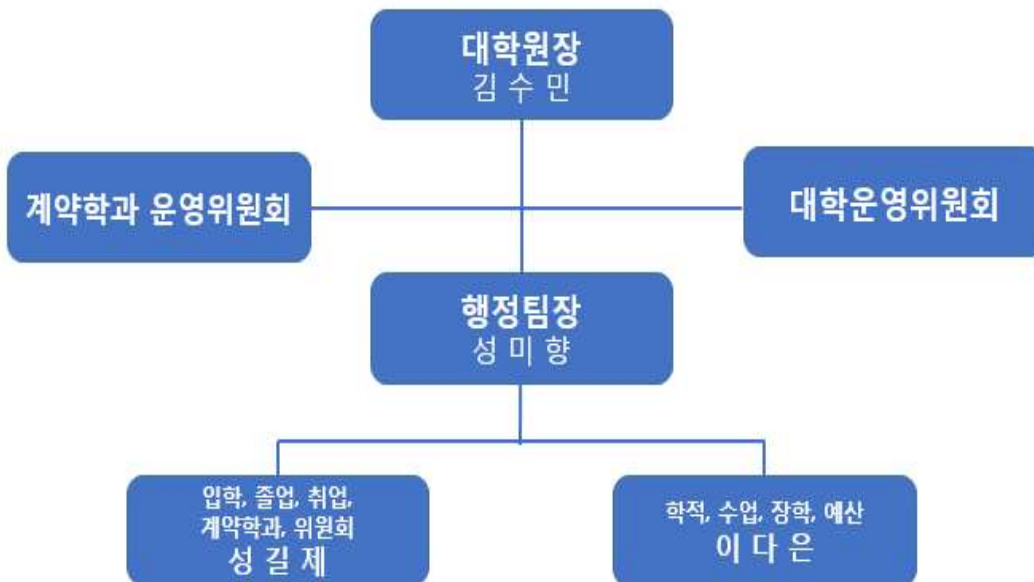 대학원장
김 수 민
계약학과 운영위원회
대학운영위원회
행정팀장
성 미 향
입학, 졸업, 취업,
계약학과, 위원회
성 길 제
학적, 수업, 장학, 예산
이 다 은